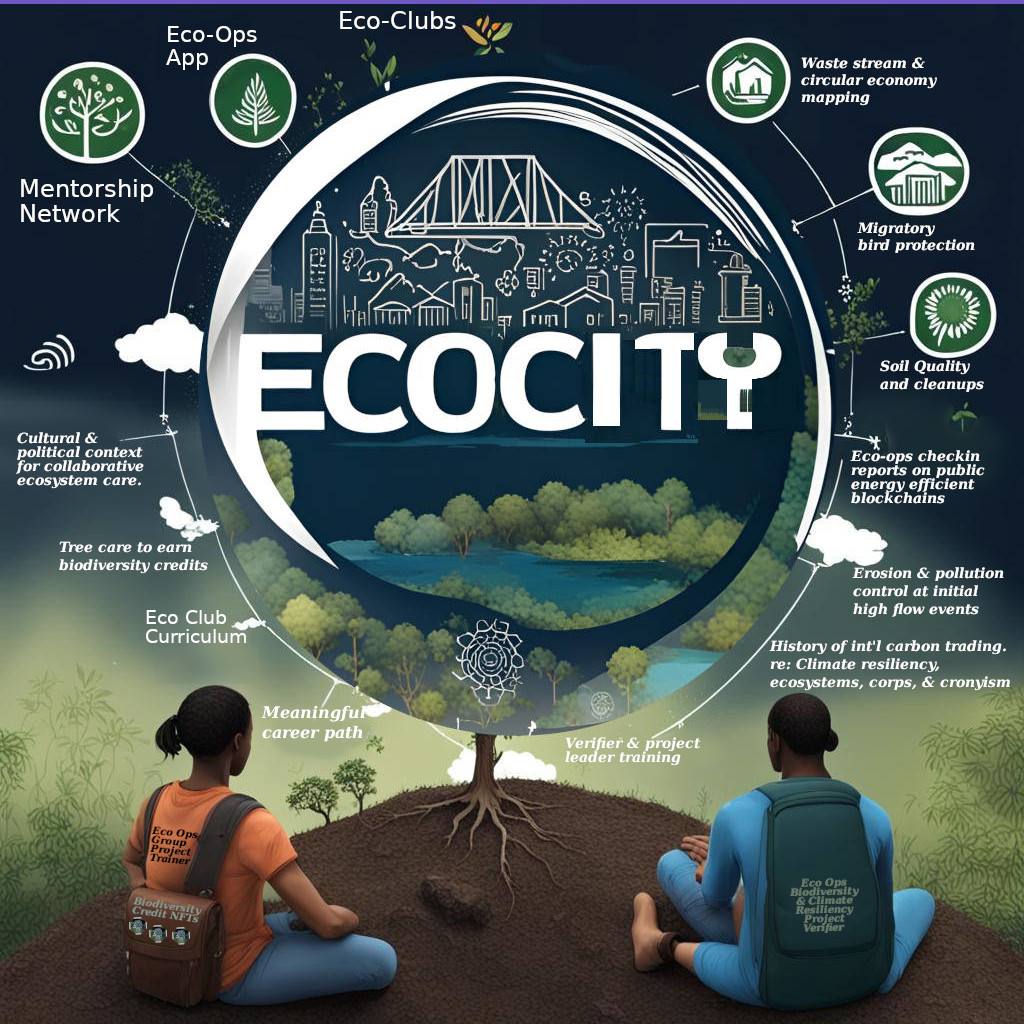 Eco-Clubs
Eco-Ops
App
Mentorship
Network
Waste stream &
circular economy
mapping
Migratory
bird protection
Soil Quality
and cleanups
ECOCITY
Cultural &
political context
for collaborative
ecosystem care.
Eco-ops checkin
reports on public
energy efficient
blockchains
Tree care to earn
biodiversity credits
Erosion & pollution
control at initial
high flow events
Eco Club
Curriculum
History of int'l carbon trading.
re: Climate resiliency,
ecosystems, corps, & cronyism
Meaningful
career path
Verifier & project
leader training
Eco Ops
Group
Project
Trainer
Biodiversity
Credit NFTs
Eco Ops
Biodiversity
& Climate
Resiliency
Project
Verifier